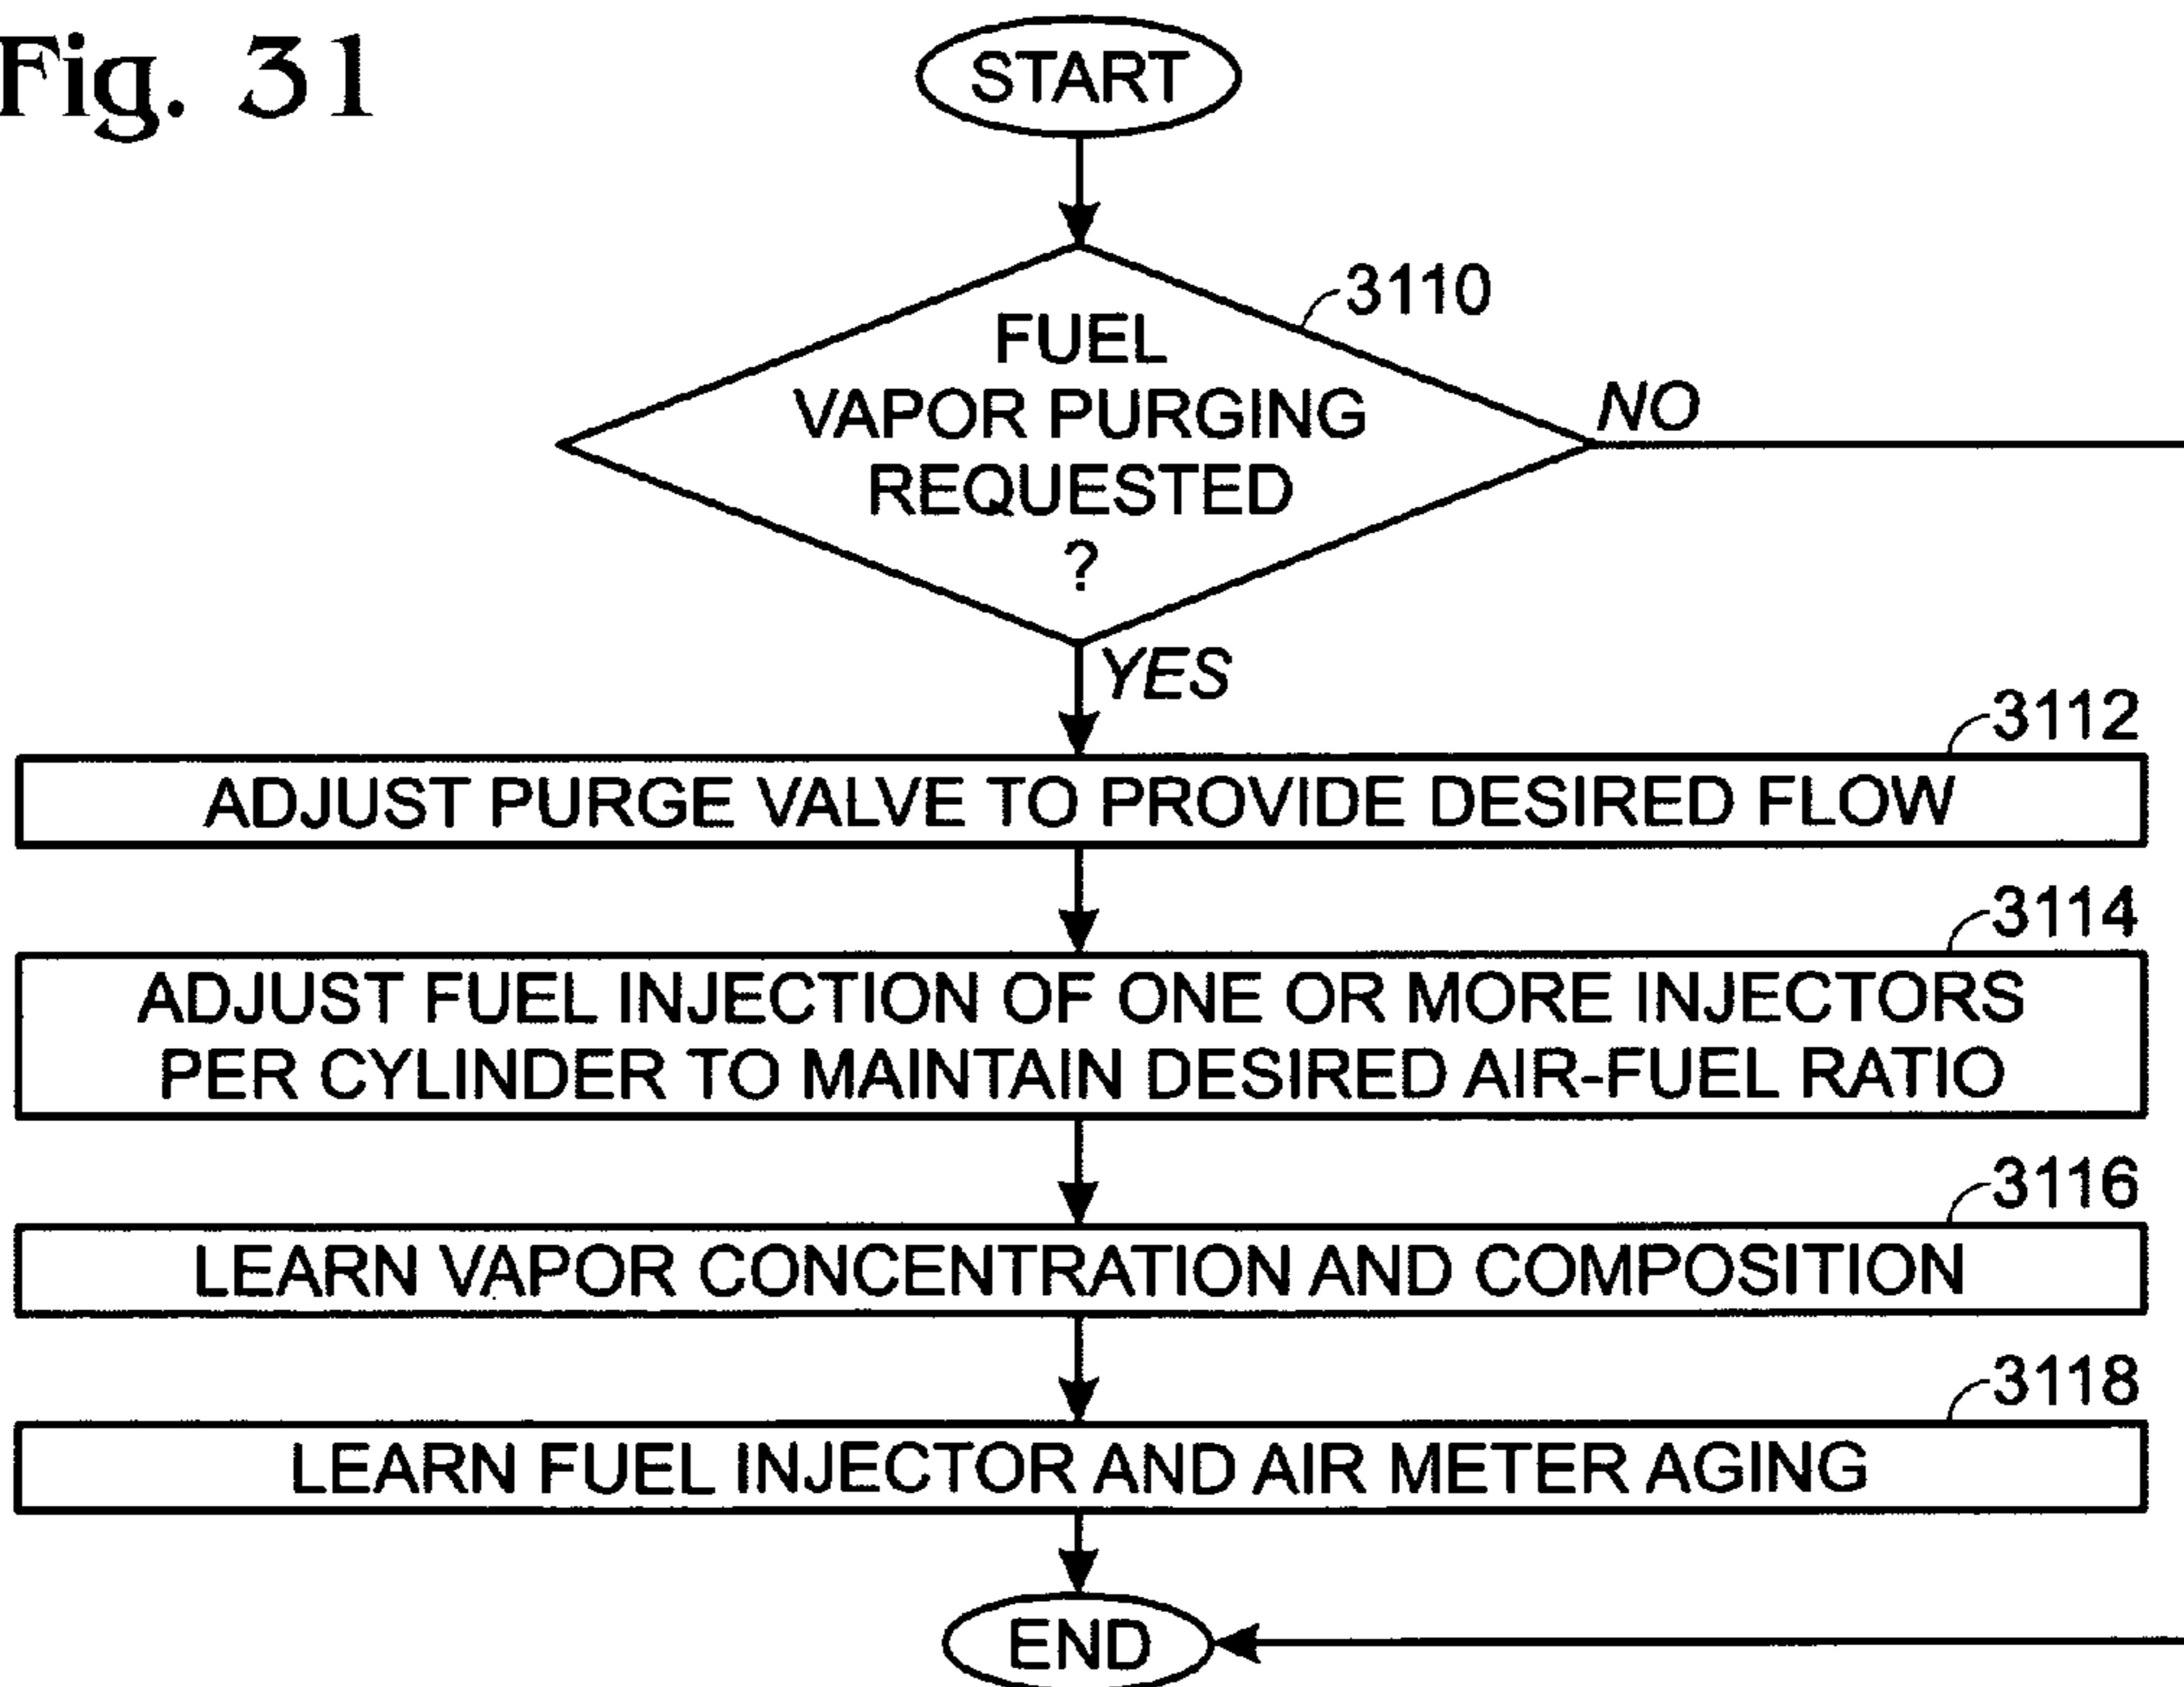 Fig. 31
START
3110
FUEL
VAPOR PURGING
REQUESTED
?
NO
YES
3112
ADJUST PURGE VALVE TO PROVIDE DESIRED FLOW
3114
ADJUST FUEL INJECTION OF ONE OR MORE INJECTORS
PER CYLINDER TO MAINTAIN DESIRED AIR-FUEL RATIO
3116
LEARN VAPOR CONCENTRATION AND COMPOSITION
3118
LEARN FUEL INJECTOR AND AIR METER AGING
END